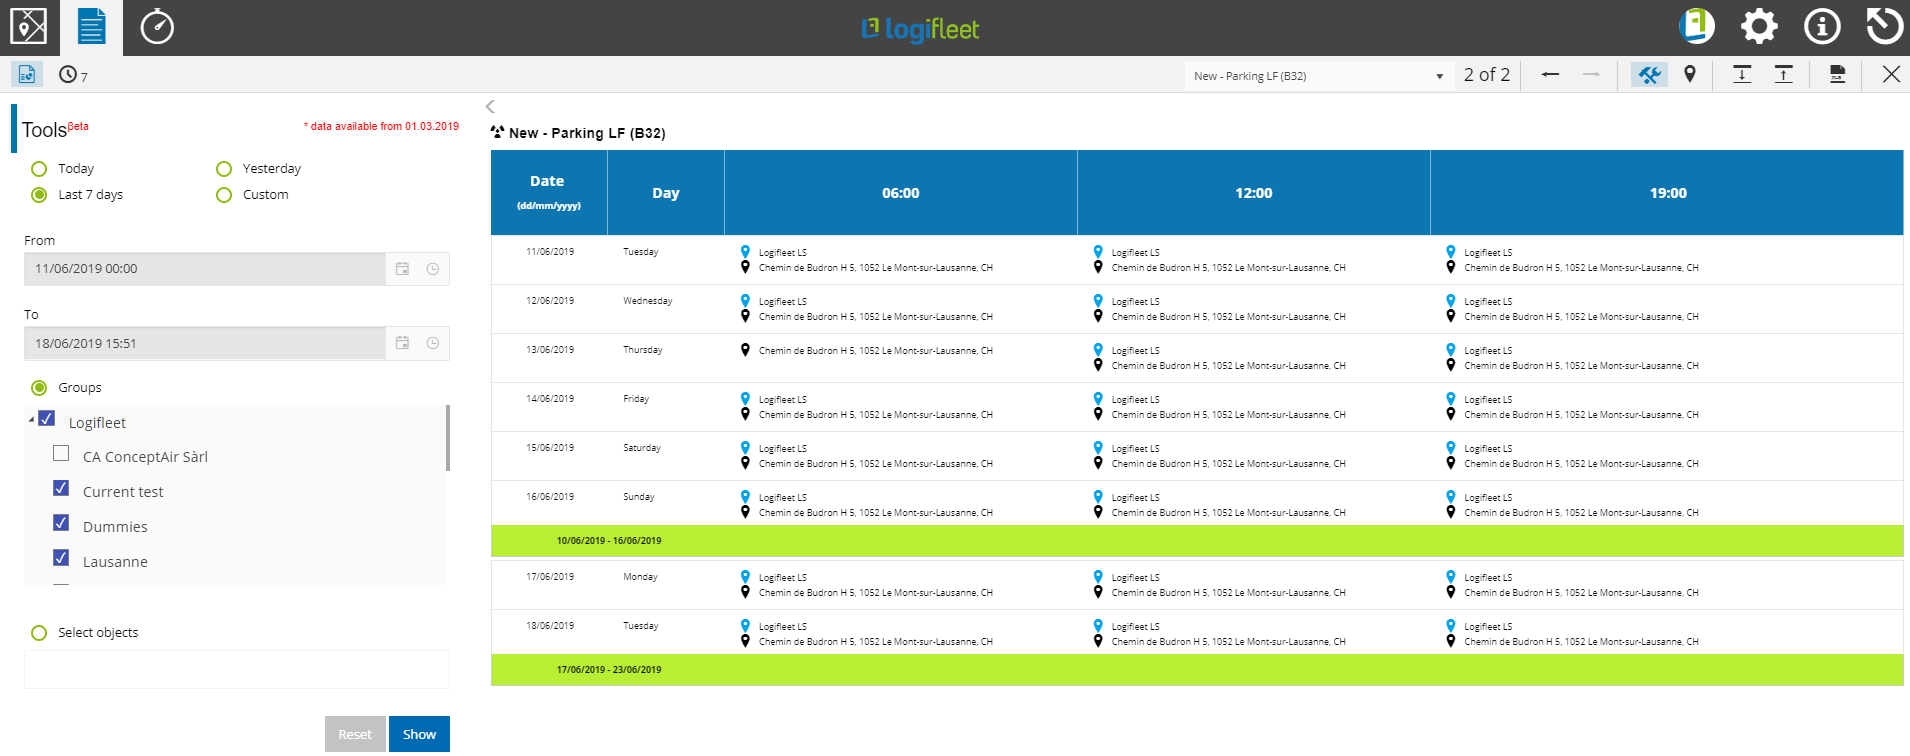 logifleet
7
New - Parking LF (B32)
2 of 2
XLS
Toolsβeta
* data available from 01.03.2019
Today
Yesterday
Last 7 days
Custom
From
11/06/2019 00:00
To
18/06/2019 15:51
Groups
Logifleet
CA ConceptAir Sàrl
Current test
Dummies
Lausanne
Select objects
Reset
Show
New - Parking LF (B32)
Date
(dd/mm/yyyy)
Day
06:00
12:00
19:00
11/06/2019 Tuesday Logifleet LS Logifleet LS Logifleet LS
Chemin de Budron H 5, 1052 Le Mont-sur-Lausanne, CH Chemin de Budron H 5, 1052 Le Mont-sur-Lausanne, CH Chemin de Budron H 5, 1052 Le Mont-sur-Lausanne, CH
12/06/2019 Wednesday Logifleet LS Logifleet LS Logifleet LS
Chemin de Budron H 5, 1052 Le Mont-sur-Lausanne, CH Chemin de Budron H 5, 1052 Le Mont-sur-Lausanne, CH Chemin de Budron H 5, 1052 Le Mont-sur-Lausanne, CH
13/06/2019 Thursday Chemin de Budron H 5, 1052 Le Mont-sur-Lausanne, CH Logifleet LS Logifleet LS
Chemin de Budron H 5, 1052 Le Mont-sur-Lausanne, CH Chemin de Budron H 5, 1052 Le Mont-sur-Lausanne, CH
14/06/2019 Friday Logifleet LS Logifleet LS Logifleet LS
Chemin de Budron H 5, 1052 Le Mont-sur-Lausanne, CH Chemin de Budron H 5, 1052 Le Mont-sur-Lausanne, CH Chemin de Budron H 5, 1052 Le Mont-sur-Lausanne, CH
15/06/2019 Saturday Logifleet LS Logifleet LS Logifleet LS
Chemin de Budron H 5, 1052 Le Mont-sur-Lausanne, CH Chemin de Budron H 5, 1052 Le Mont-sur-Lausanne, CH Chemin de Budron H 5, 1052 Le Mont-sur-Lausanne, CH
16/06/2019 Sunday Logifleet LS Logifleet LS Logifleet LS
Chemin de Budron H 5, 1052 Le Mont-sur-Lausanne, CH Chemin de Budron H 5, 1052 Le Mont-sur-Lausanne, CH Chemin de Budron H 5, 1052 Le Mont-sur-Lausanne, CH
10/06/2019 - 16/06/2019
17/06/2019 Monday Logifleet LS Logifleet LS Logifleet LS
Chemin de Budron H 5, 1052 Le Mont-sur-Lausanne, CH Chemin de Budron H 5, 1052 Le Mont-sur-Lausanne, CH Chemin de Budron H 5, 1052 Le Mont-sur-Lausanne, CH
18/06/2019 Tuesday Logifleet LS Logifleet LS Logifleet LS
Chemin de Budron H 5, 1052 Le Mont-sur-Lausanne, CH Chemin de Budron H 5, 1052 Le Mont-sur-Lausanne, CH Chemin de Budron H 5, 1052 Le Mont-sur-Lausanne, CH
17/06/2019 - 23/06/2019